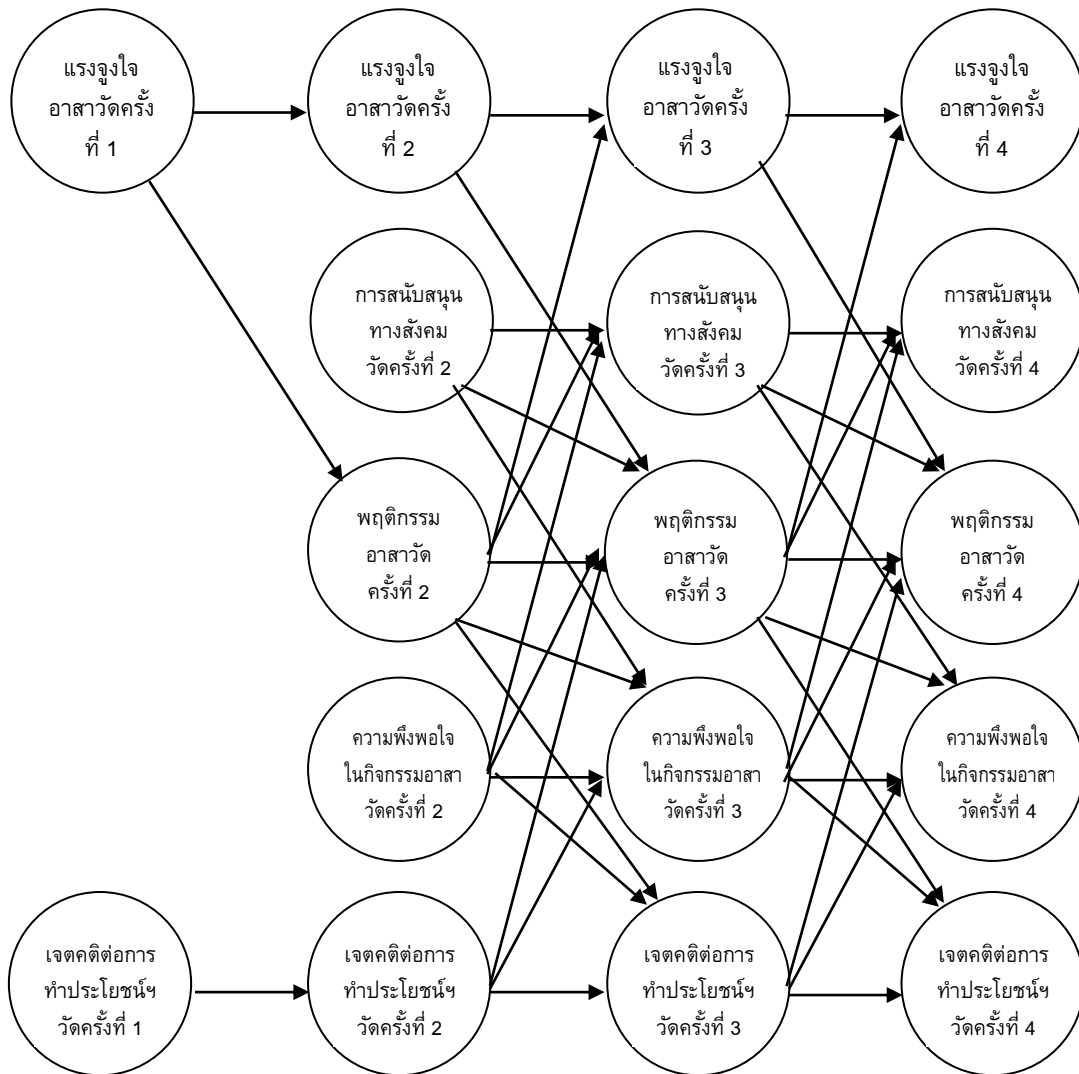 แรงจูงใจ
อาสาวัดครั้ง
ที่ 1
แรงจูงใจ
อาสาวัดครั้ง
ที่ 2
แรงจูงใจ
อาสาวัดครั้ง
ที่ 3
แรงจูงใจ
อาสาวัดครั้ง
ที่ 4
การสนับสนุน
ทางสังคม
วัดครั้งที่ 2
การสนับสนุน
ทางสังคม
วัดครั้งที่ 3
การสนับสนุน
ทางสังคม
วัดครั้งที่ 4
พฤติกรรม
อาสาวัด
ครั้งที่ 2
พฤติกรรม
อาสาวัด
ครั้งที่ 3
พฤติกรรม
อาสาวัด
ครั้งที่ 4
ความพึงพอใจ
ในกิจกรรมอาสา
วัดครั้งที่ 2
ความพึงพอใจ
ในกิจกรรมอาสา
วัดครั้งที่ 3
ความพึงพอใจ
ในกิจกรรมอาสา
วัดครั้งที่ 4
เจตคติต่อการ
ทำประโยชน์ฯ
วัดครั้งที่ 1
เจตคติต่อการ
ทำประโยชน์ฯ
วัดครั้งที่ 2
เจตคติต่อการ
ทำประโยชน์ฯ
วัดครั้งที่ 3
เจตคติต่อการ
ทำประโยชน์ฯ
วัดครั้งที่ 4